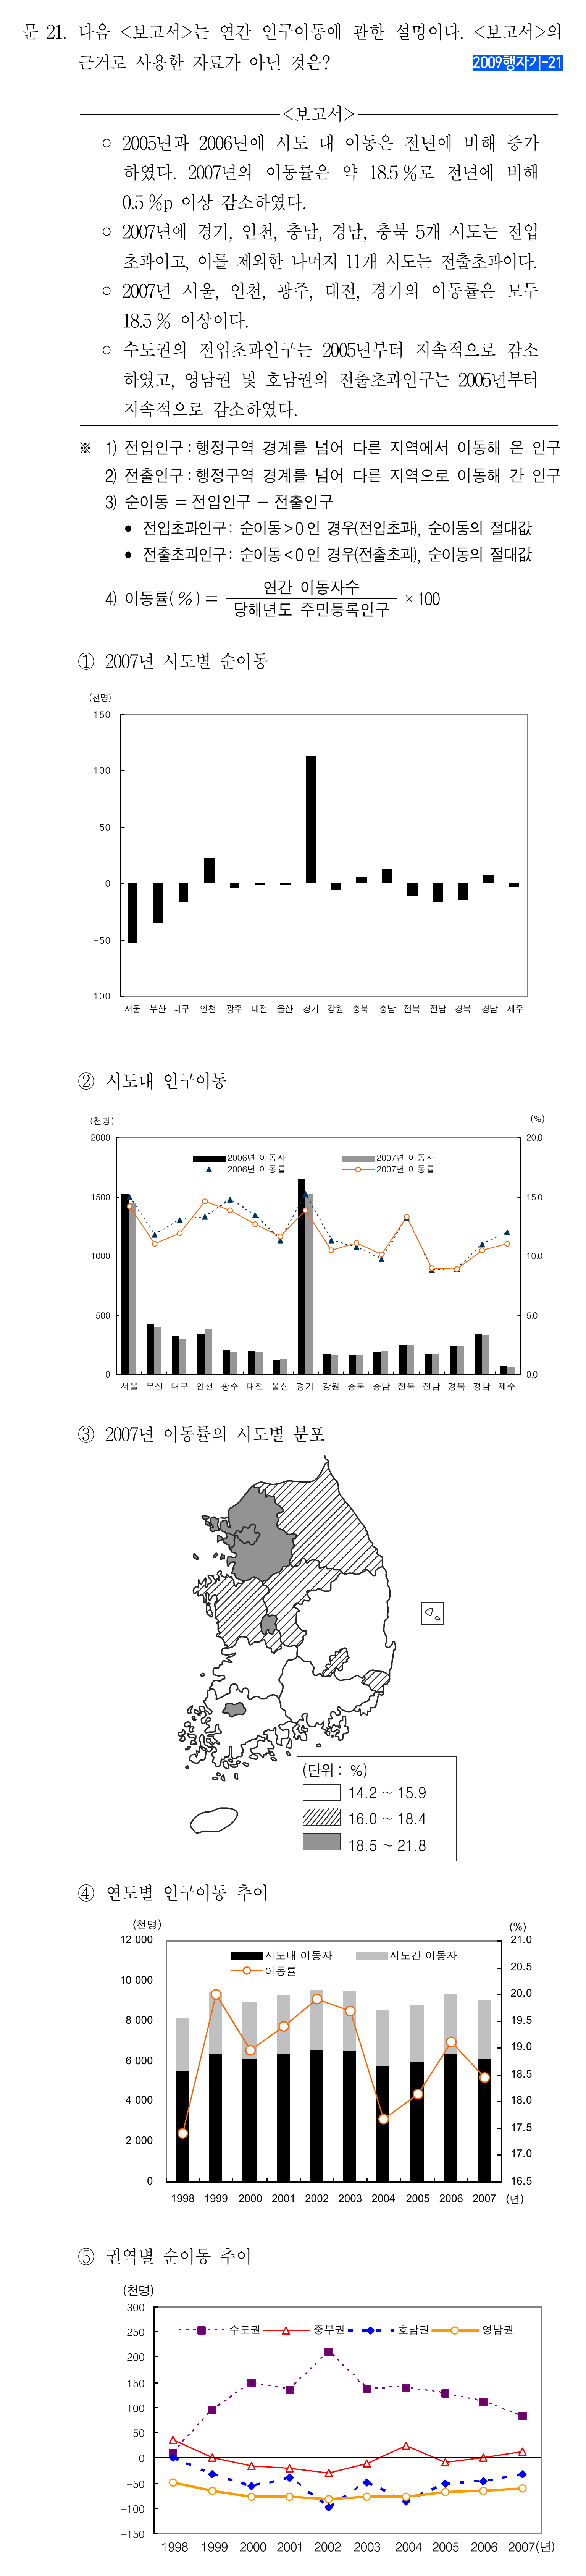 문 21. 다음 <보고서>는 연간 인구이동에 관한 설명이다. <보고서>의
근거로 사용한 자료가 아닌 것은?
2009행자기-21
<보고서>
○ 2005년과 2006년에 시도 내 이동은 전년에 비해 증가
하였다. 2007년의 이동률은 약 18.5 %로 전년에 비해
0.5 %p 이상 감소하였다.
○ 2007년에 경기, 인천, 충남, 경남, 충북 5개 시도는 전입
초과이고, 이를 제외한 나머지 11개 시도는 전출초과이다.
○ 2007년 서울, 인천, 광주, 대전, 경기의 이동률은 모두
18.5 % 이상이다.
○ 수도권의 전입초과인구는 2005년부터 지속적으로 감소
하였고, 영남권 및 호남권의 전출초과인구는 2005년부터
지속적으로 감소하였다.
※ 1) 전입인구 : 행정구역 경계를 넘어 다른 지역에서 이동해 온 인구
2) 전출인구 : 행정구역 경계를 넘어 다른 지역으로 이동해 간 인구
3) 순이동 = 전입인구 - 전출인구
• 전입초과인구 : 순이동 > 0 인 경우(전입초과), 순이동의 절대값
• 전출초과인구 : 순이동 < 0 인 경우(전출초과), 순이동의 절대값
4) 이동률(%) = 연간 이동자수 / 당해년도 주민등록인구 × 100
① 2007년 시도별 순이동
(천명)
150
100
50
0
-50
-100
서울 부산 대구 인천 광주 대전 울산 경기 강원 충북 충남 전북 전남 경북 경남 제주
② 시도내 인구이동
(천명) (%)
2000 20.0
2006년 이동자 2007년 이동자
2006년 이동률 2007년 이동률
1500 15.0
1000 10.0
500 5.0
0 0.0
서울 부산 대구 인천 광주 대전 울산 경기 강원 충북 충남 전북 전남 경북 경남 제주
③ 2007년 이동률의 시도별 분포
(단위 : %)
14.2 ~ 15.9
16.0 ~ 18.4
18.5 ~ 21.8
④ 연도별 인구이동 추이
(천명) (%)
12 000 21.0
시도내 이동자 시도간 이동자
이동률
20.5
10 000 20.0
19.5
8 000 19.0
6 000 18.5
18.0
4 000 17.5
2 000 17.0
0 16.5
1998 1999 2000 2001 2002 2003 2004 2005 2006 2007 (년)
⑤ 권역별 순이동 추이
(천명)
300
수도권 중부권 호남권 영남권
250
200
150
100
50
0
-50
-100
-150
1998 1999 2000 2001 2002 2003 2004 2005 2006 2007(년)